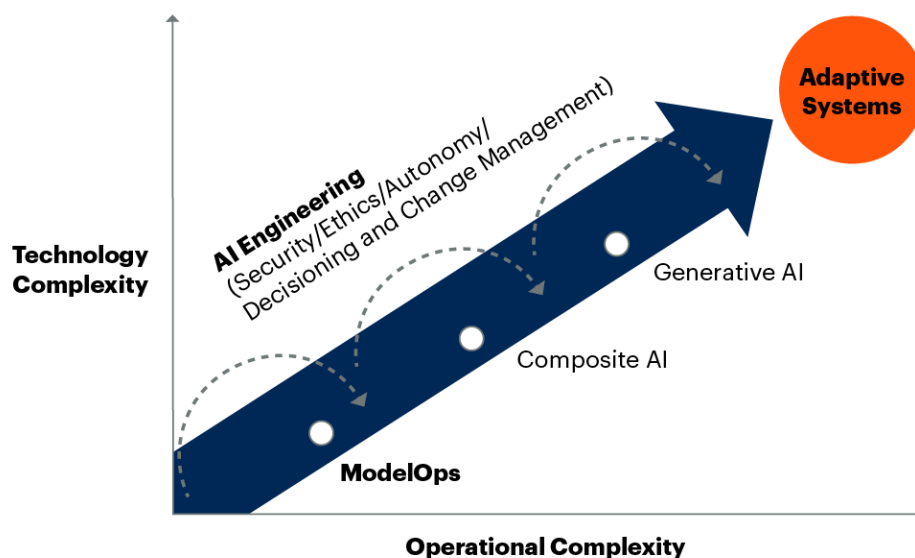 Adaptive
Systems
AI Engineering
(Security/Ethics/Autonomy/
Decisioning and Change Management)
Technology
Complexity
Generative AI
Composite AI
ModelOps
Operational Complexity